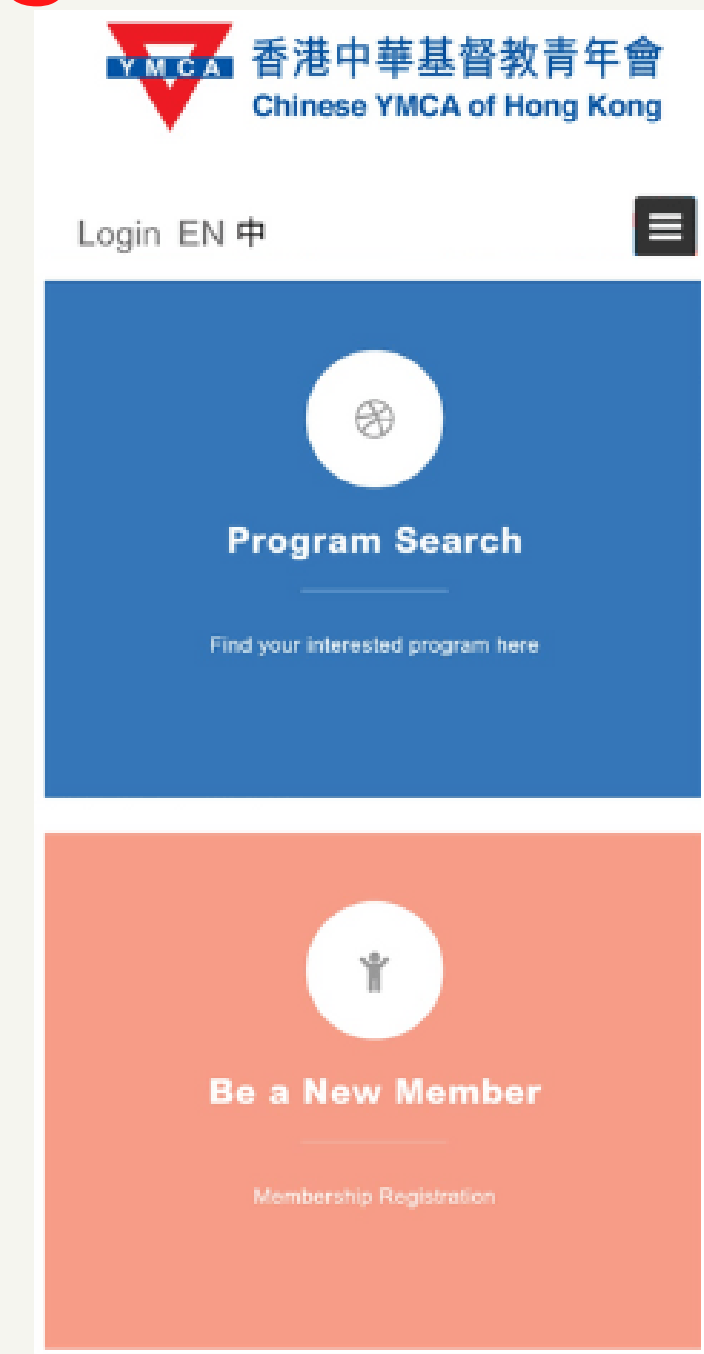 YMCA 香港中華基督教青年會
Chinese YMCA of Hong Kong
Login EN 中
Program Search
Find your interested program here
Be a New Member
Membership Registration